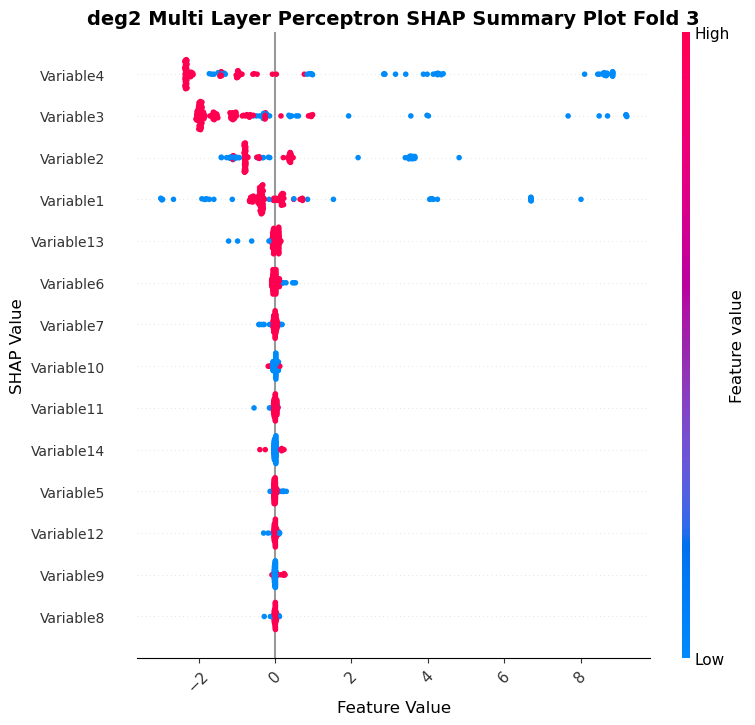 deg2 Multi Layer Perceptron SHAP Summary Plot Fold 3
High
Variable4
Variable3
Variable2
Variable1
Variable13
Variable6
Variable7
Variable10
Variable11
Variable14
Variable5
Variable12
Variable9
Variable8
SHAP Value
Feature value
Low
−2
0
2
4
6
8
Feature Value